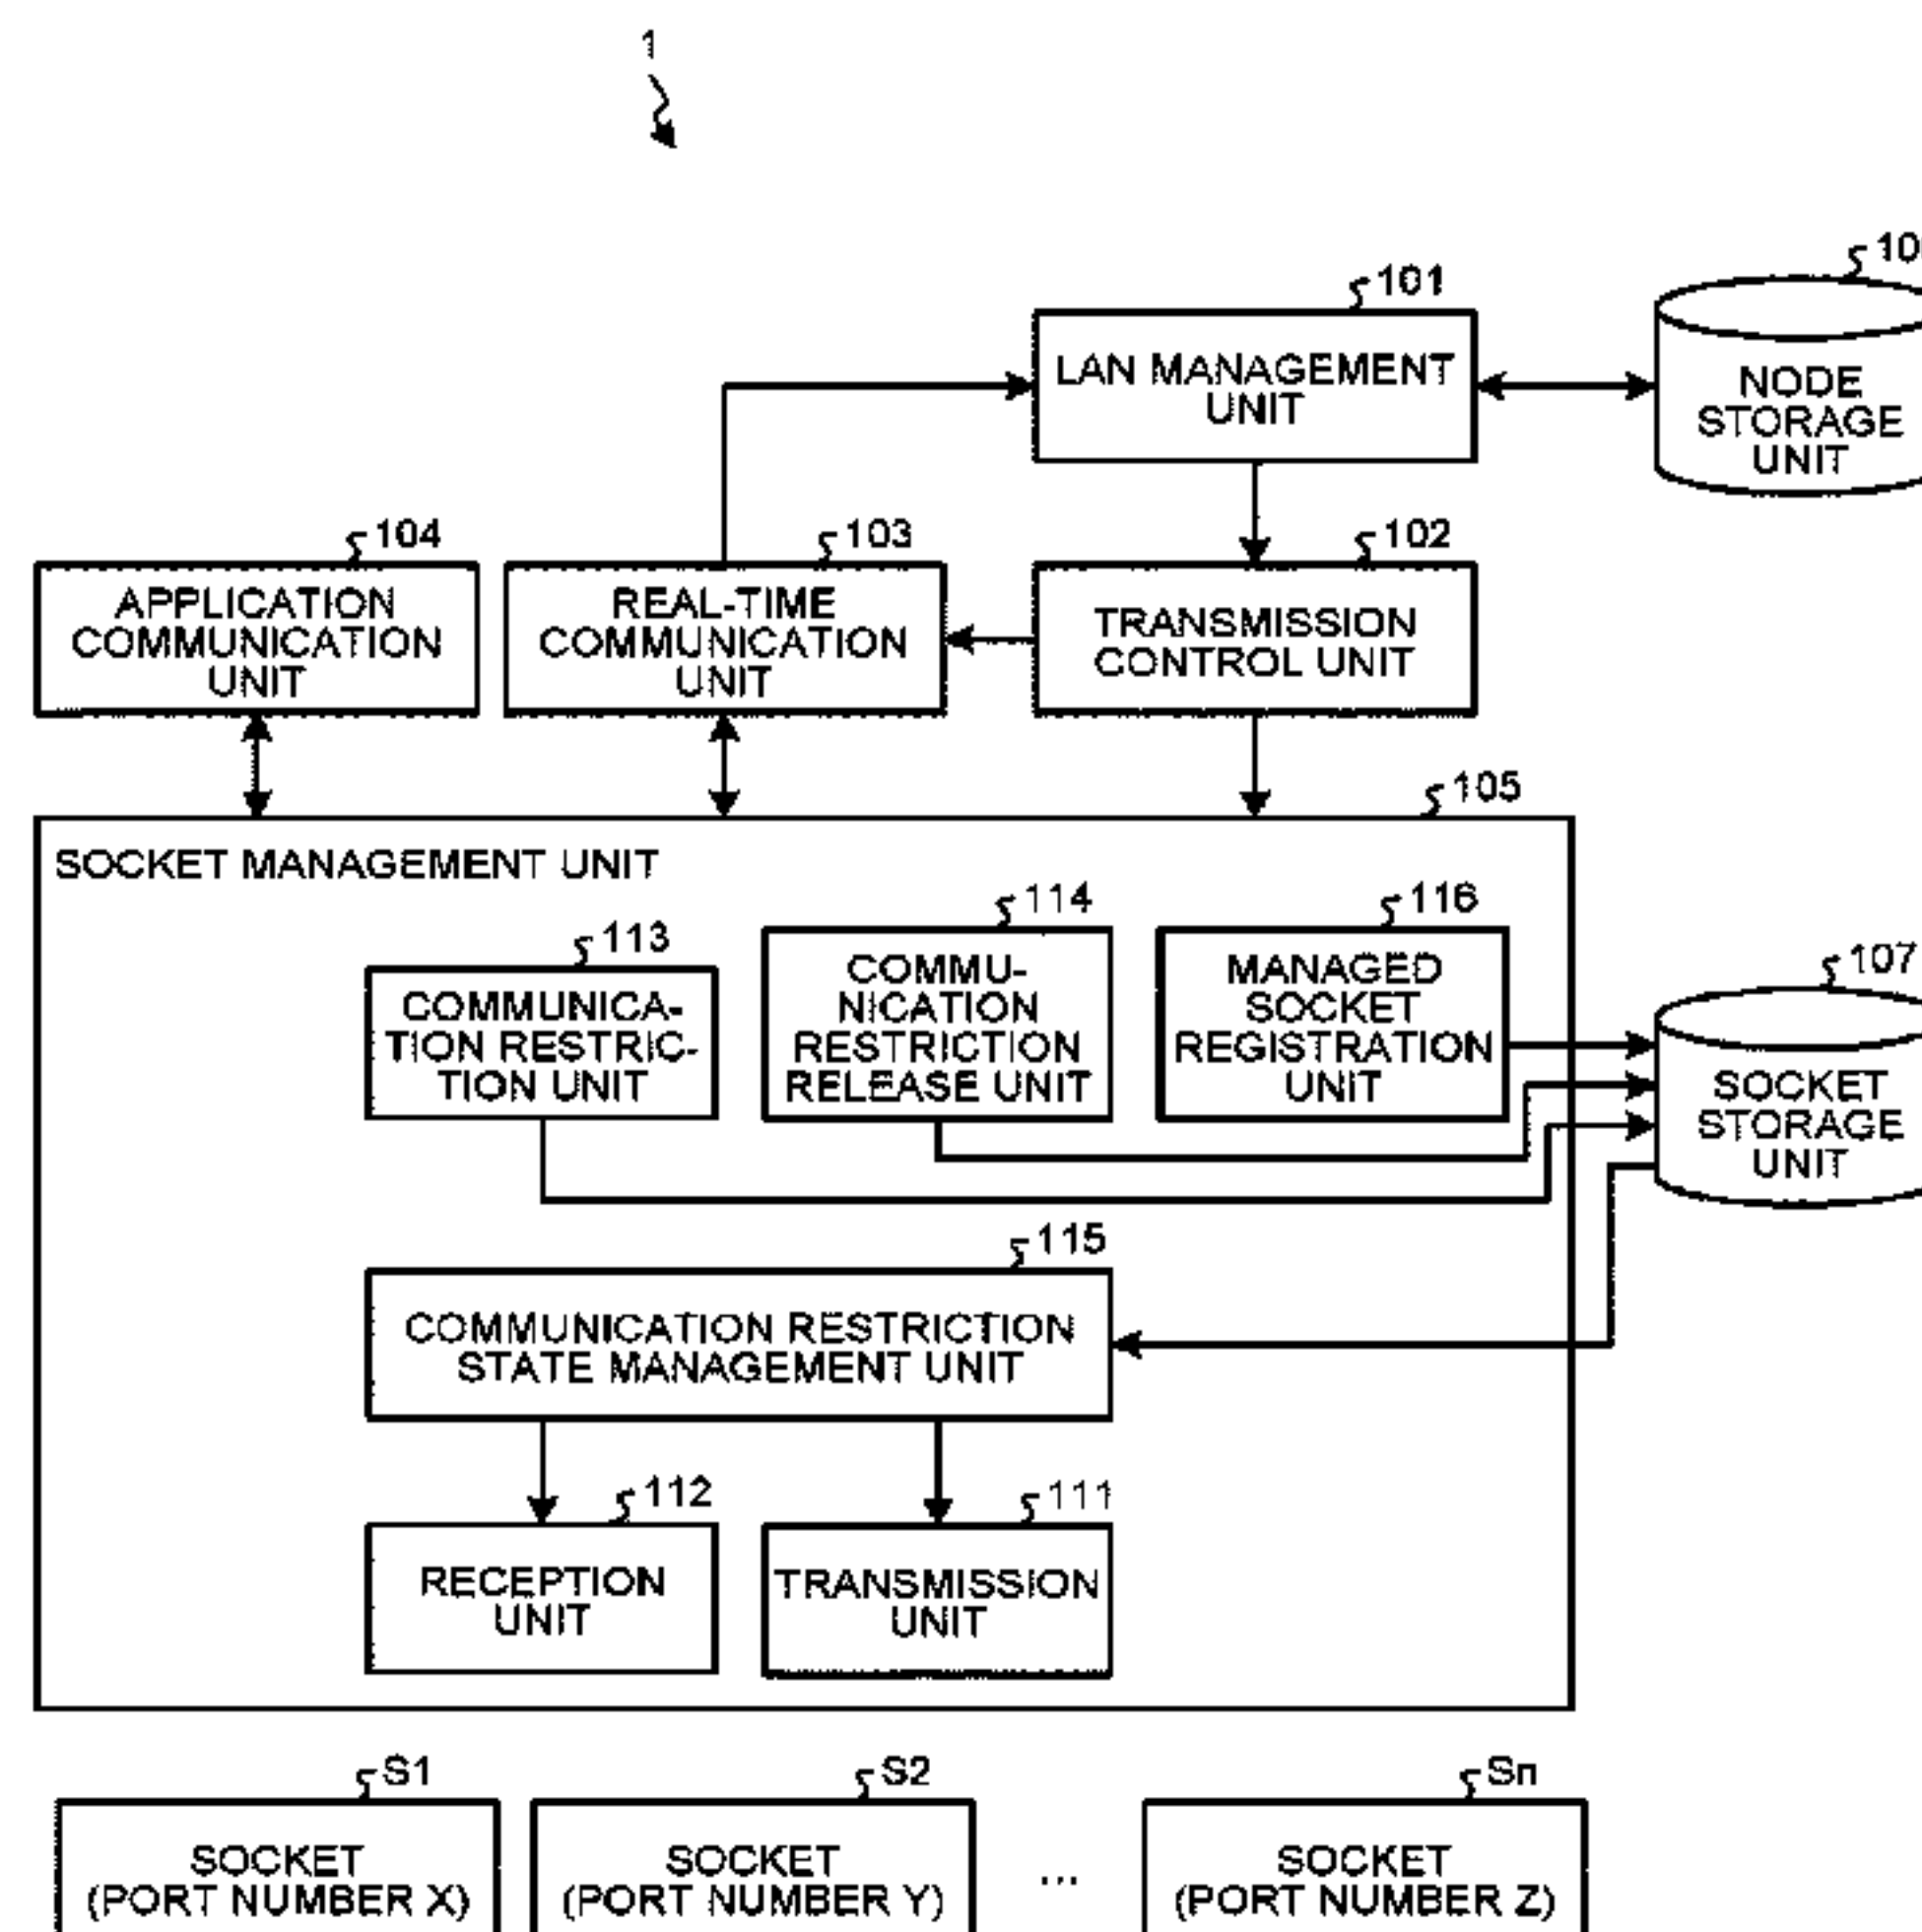 1
101
LAN MANAGEMENT
UNIT
NODE
STORAGE
UNIT
104
APPLICATION
COMMUNICATION
UNIT
103
REAL-TIME
COMMUNICATION
UNIT
102
TRANSMISSION
CONTROL UNIT
105
SOCKET MANAGEMENT UNIT
113
COMMUNICA-
TION RESTRIC-
TION UNIT
114
COMMU-
NICATION
RESTRICTION
RELEASE UNIT
116
MANAGED
SOCKET
REGISTRATION
UNIT
107
SOCKET
STORAGE
UNIT
115
COMMUNICATION RESTRICTION
STATE MANAGEMENT UNIT
112
RECEPTION
UNIT
111
TRANSMISSION
UNIT
S1
SOCKET
(PORT NUMBER X)
S2
SOCKET
(PORT NUMBER Y)
...
Sn
SOCKET
(PORT NUMBER Z)